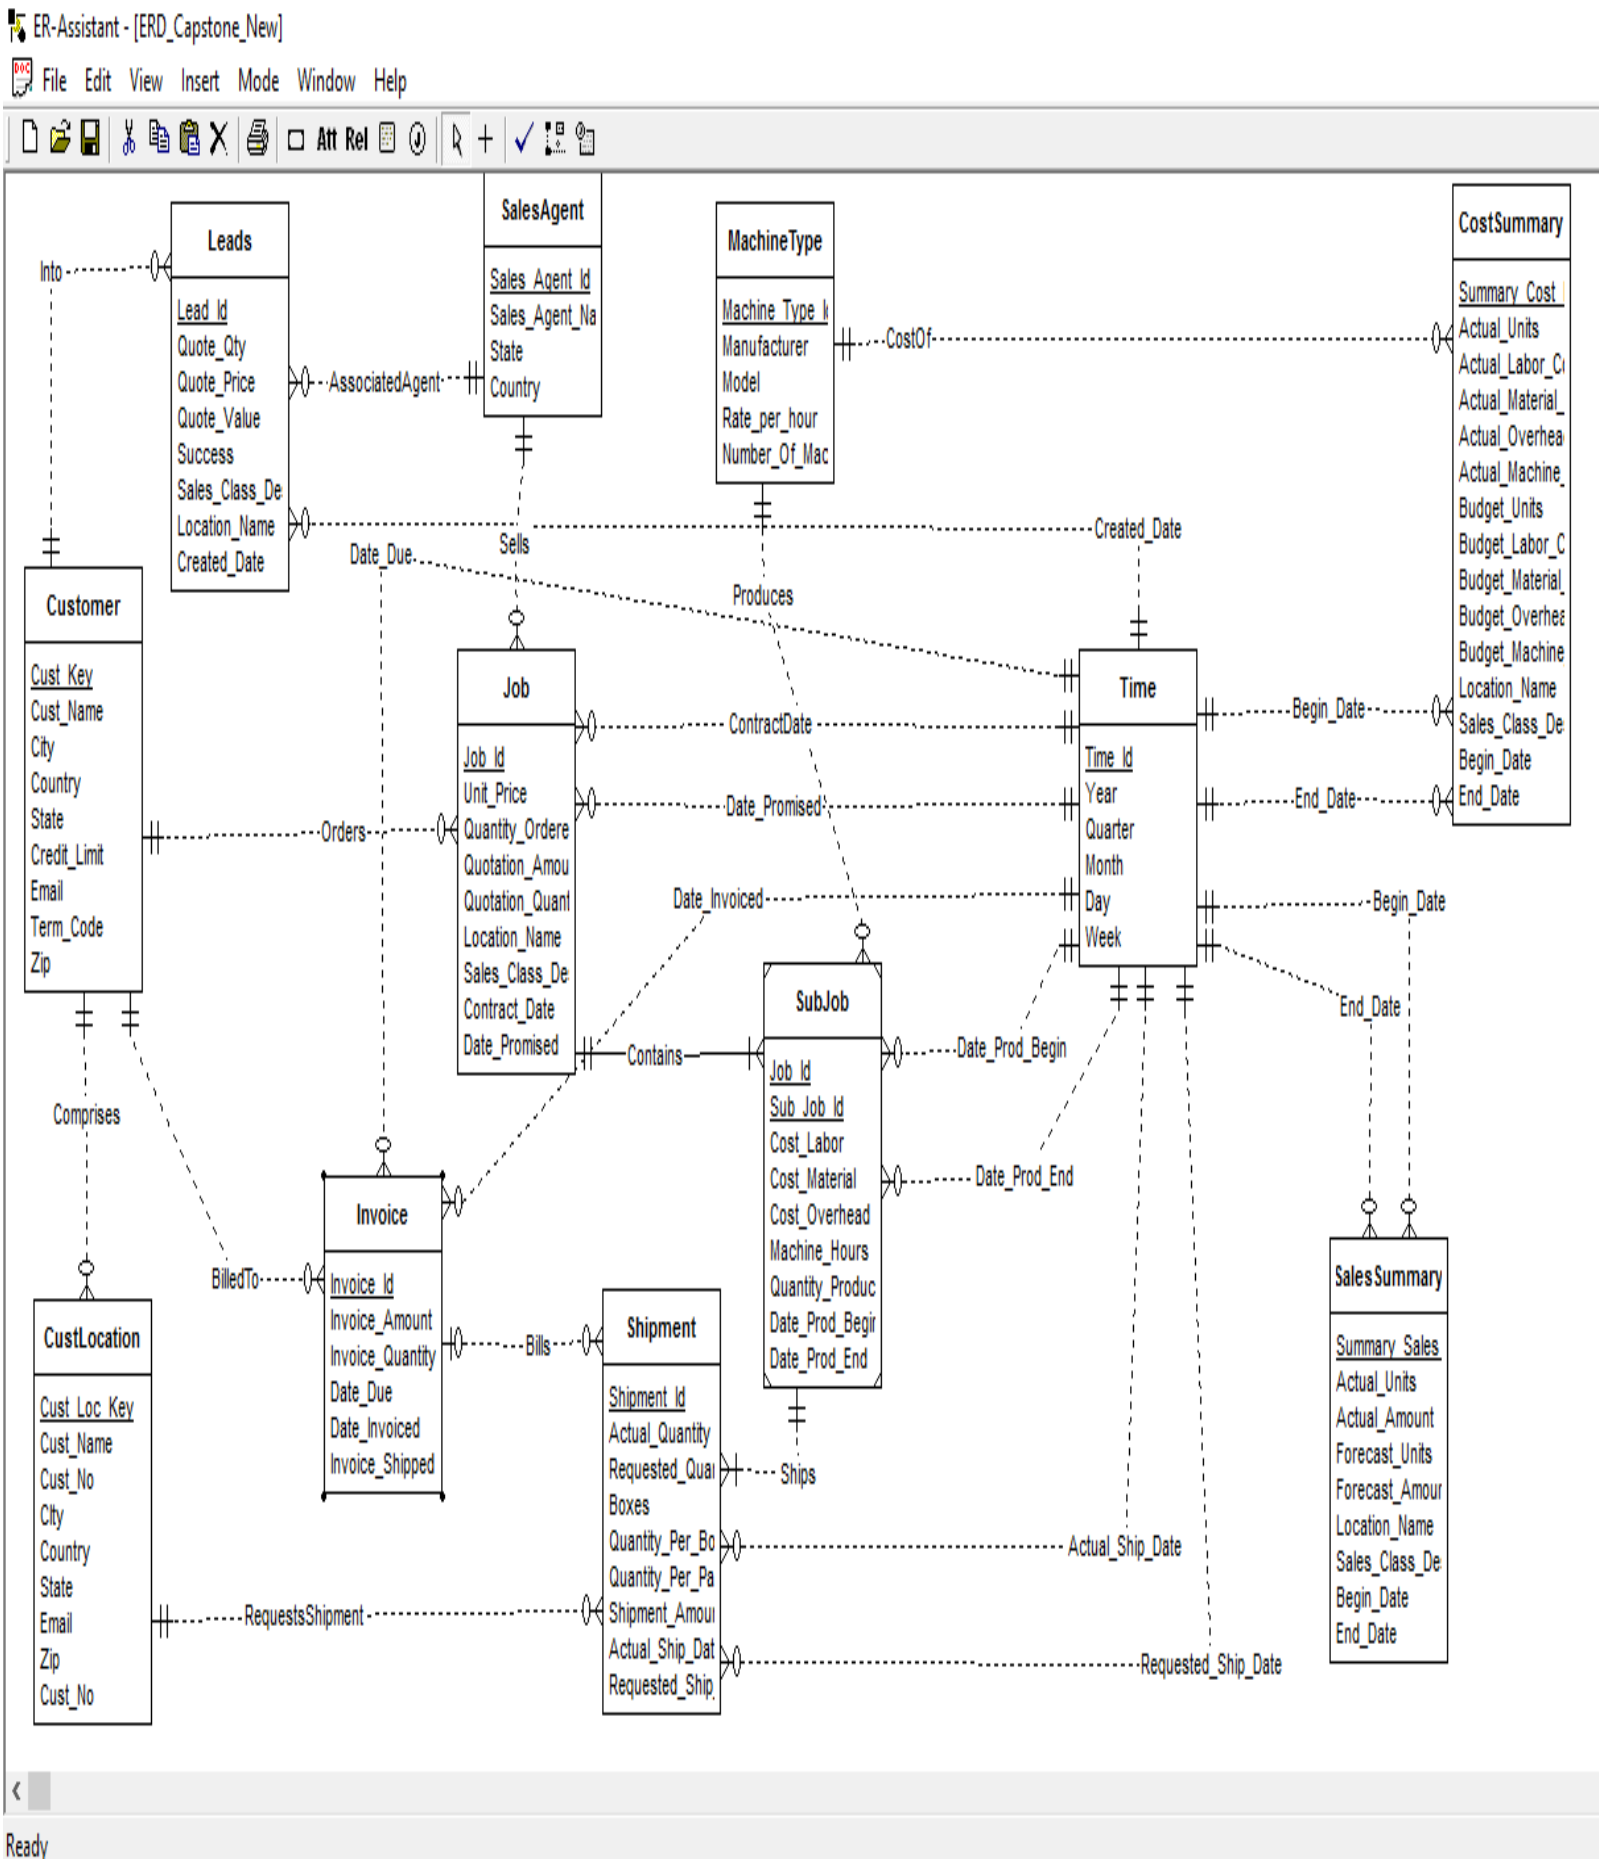 ER-Assistant - [ERD_Capstone_New]
DOC
File Edit View Insert Mode Window Help
Att Rel
Leads
Lead_Id
Quote_Qty
Quote_Price
Quote_Value
Success
Sales_Class_De
Location_Name
Created_Date
SalesAgent
Sales_Agent_Id
Sales_Agent_Na
State
Country
MachineType
Machine_Type_I
Manufacturer
Model
Rate_per_hour
Number_Of_Mac
CostSummary
Summary_Cost_
Actual_Units
Actual_Labor_C
Actual_Material_
Actual_Overhea
Actual_Machine_
Budget_Units
Budget_Labor_C
Budget_Material_
Budget_Overhea
Budget_Machine
Location_Name
Sales_Class_De
Begin_Date
End_Date
Into
AssociatedAgent
CostOf
Created_Date
Date_Due
Sells
Produces
Customer
Cust_Key
Cust_Name
City
Country
State
Credit_Limit
Email
Term_Code
Zip
Job
Job_Id
Unit_Price
Quantity_Ordere
Quotation_Amou
Quotation_Quant
Location_Name
Sales_Class_De
Contract_Date
Date_Promised
Time
Time_Id
Year
Quarter
Month
Day
Week
ContractDate
Date_Promised
Begin_Date
End_Date
Orders
Date_Invoiced
Begin_Date
End_Date
SubJob
Job_Id
Sub_Job_Id
Cost_Labor
Cost_Material
Cost_Overhead
Machine_Hours
Quantity_Produc
Date_Prod_Begin
Date_Prod_End
Contains
Date_Prod_Begin
Date_Prod_End
Comprises
BilledTo
Invoice
Invoice_Id
Invoice_Amount
Invoice_Quantity
Date_Due
Date_Invoiced
Invoice_Shipped
Bills
Shipment
Shipment_Id
Actual_Quantity
Requested_Quan
Boxes
Quantity_Per_Bo
Quantity_Per_Pa
Shipment_Amou
Actual_Ship_Dat
Requested_Ship_
Ships
Actual_Ship_Date
Requested_Ship_Date
CustLocation
Cust_Loc_Key
Cust_Name
Cust_No
CIty
Country
State
Email
Zip
Cust_No
RequestsShipment
SalesSummary
Summary_Sales_
Actual_Units
Actual_Amount
Forecast_Units
Forecast_Amour
Location_Name
Sales_Class_De
Begin_Date
End_Date
Ready